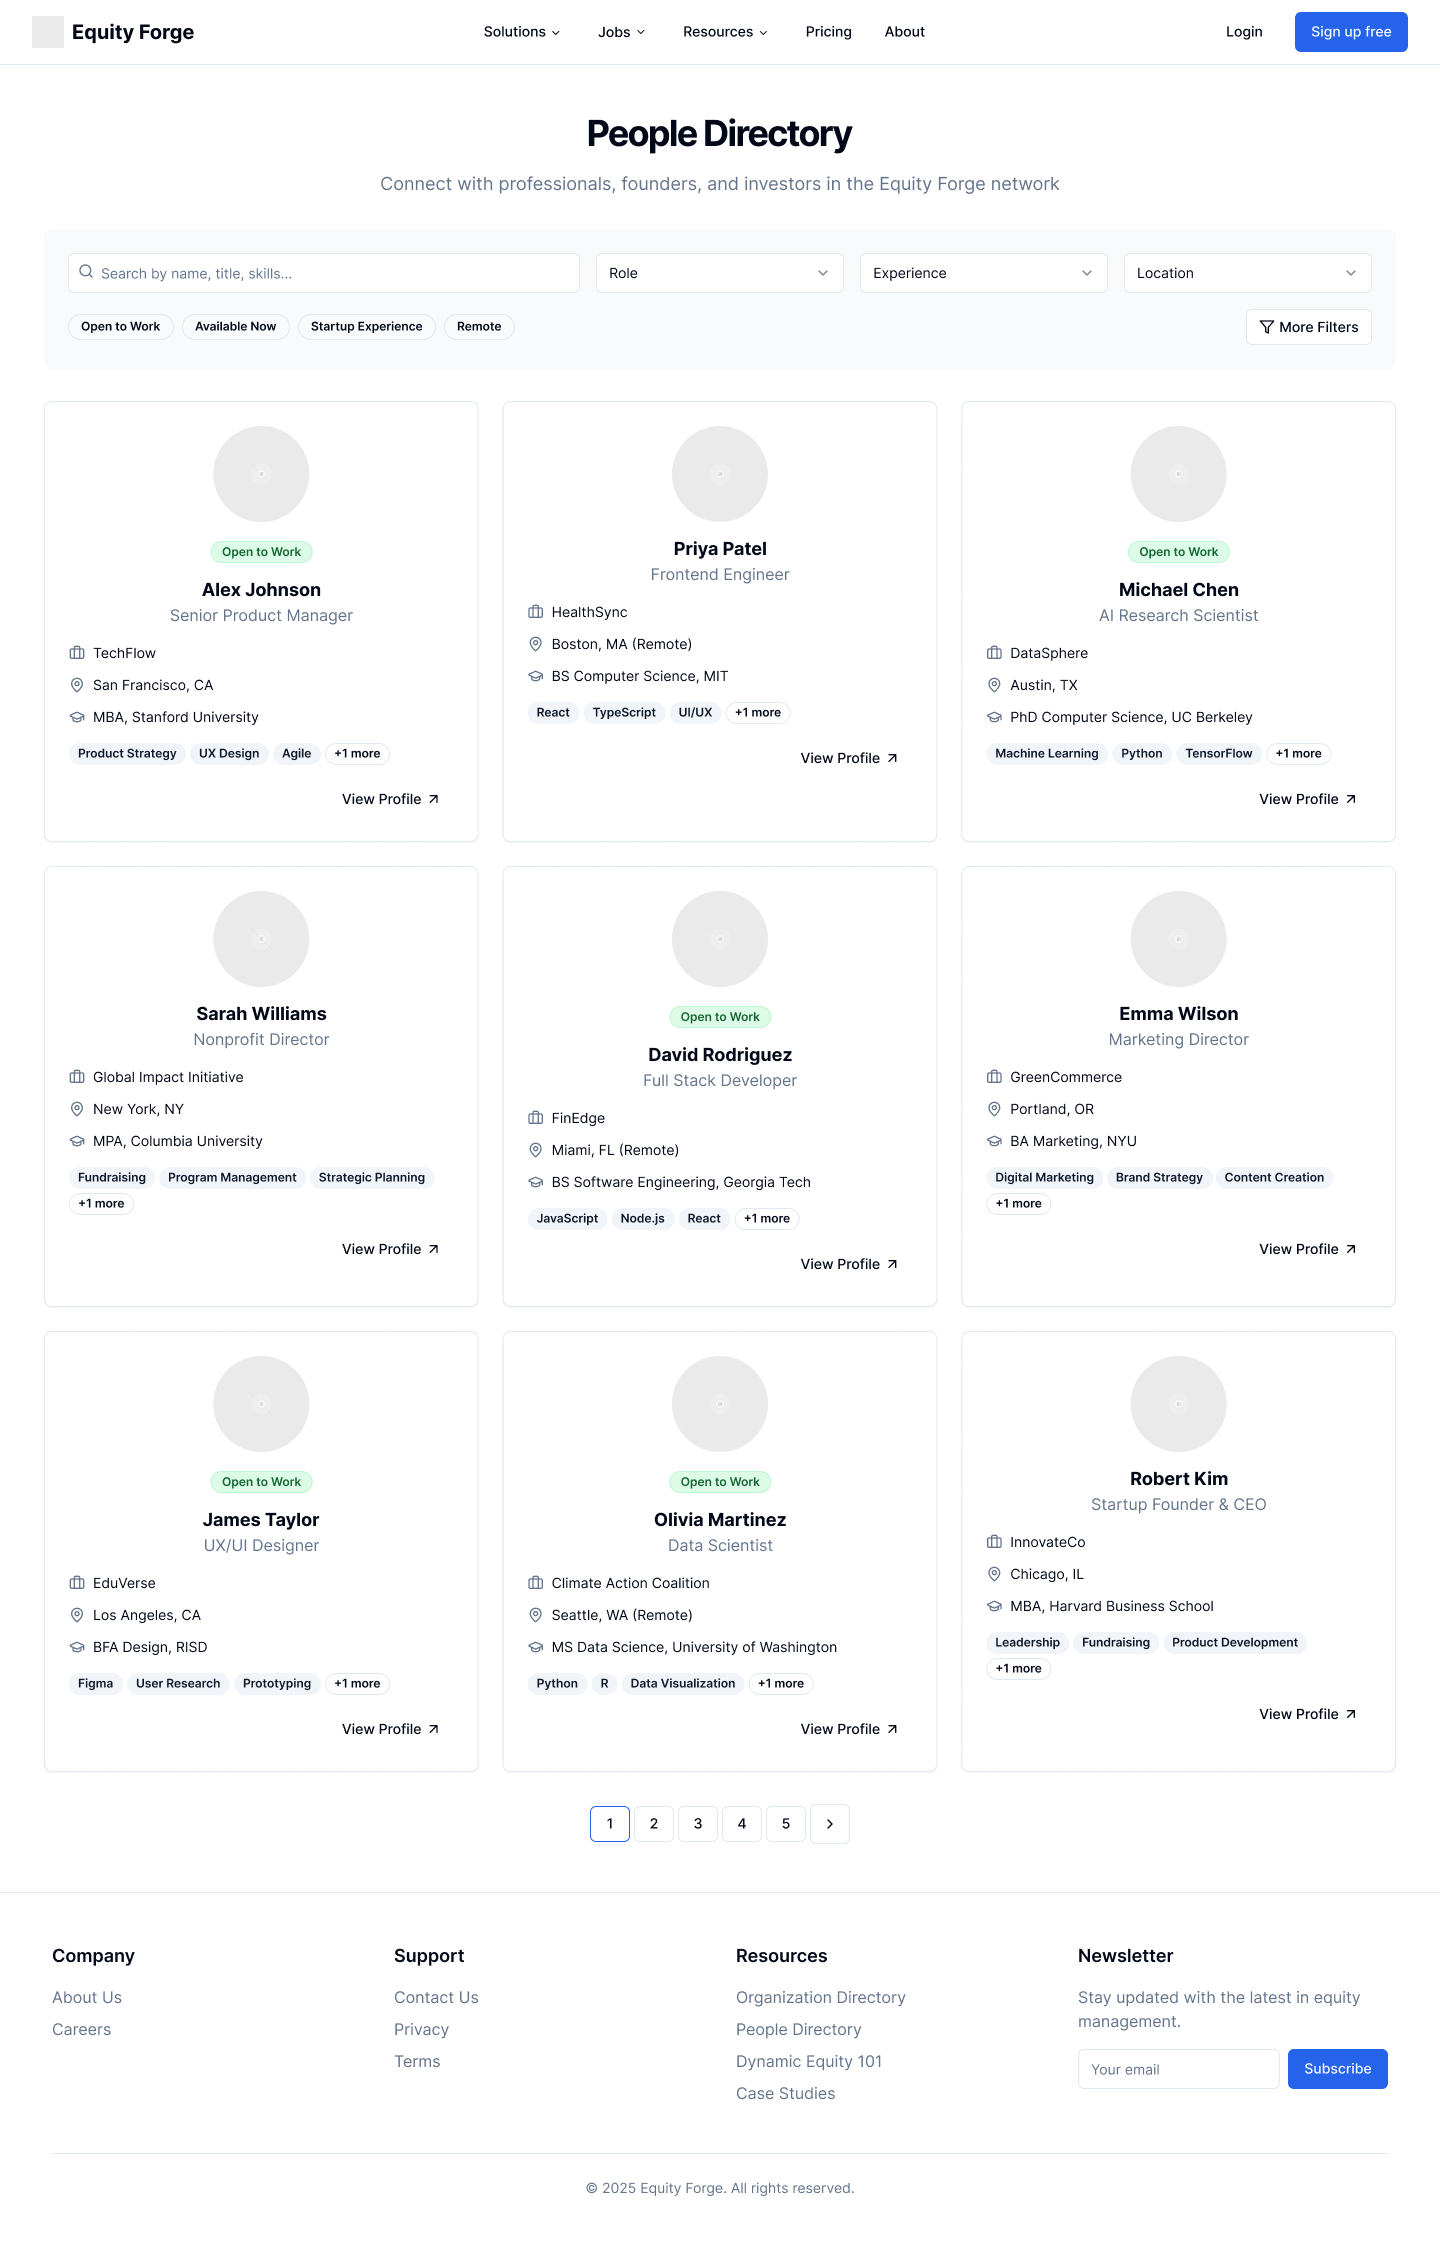 Equity Forge
Solutions
Jobs
Resources
Pricing
About
Login
Sign up free
People Directory
Connect with professionals, founders, and investors in the Equity Forge network
Search by name, title, skills...
Role
Experience
Location
Open to Work
Available Now
Startup Experience
Remote
More Filters
Open to Work
Alex Johnson
Senior Product Manager
TechFlow
San Francisco, CA
MBA, Stanford University
Product Strategy
UX Design
Agile
+1 more
View Profile
Priya Patel
Frontend Engineer
HealthSync
Boston, MA (Remote)
BS Computer Science, MIT
React
TypeScript
UI/UX
+1 more
View Profile
Open to Work
Michael Chen
AI Research Scientist
DataSphere
Austin, TX
PhD Computer Science, UC Berkeley
Machine Learning
Python
TensorFlow
+1 more
View Profile
Sarah Williams
Nonprofit Director
Global Impact Initiative
New York, NY
MPA, Columbia University
Fundraising
Program Management
Strategic Planning
+1 more
View Profile
Open to Work
David Rodriguez
Full Stack Developer
FinEdge
Miami, FL (Remote)
BS Software Engineering, Georgia Tech
JavaScript
Node.js
React
+1 more
View Profile
Emma Wilson
Marketing Director
GreenCommerce
Portland, OR
BA Marketing, NYU
Digital Marketing
Brand Strategy
Content Creation
+1 more
View Profile
Open to Work
James Taylor
UX/UI Designer
EduVerse
Los Angeles, CA
BFA Design, RISD
Figma
User Research
Prototyping
+1 more
View Profile
Open to Work
Olivia Martinez
Data Scientist
Climate Action Coalition
Seattle, WA (Remote)
MS Data Science, University of Washington
Python
R
Data Visualization
+1 more
View Profile
Robert Kim
Startup Founder & CEO
InnovateCo
Chicago, IL
MBA, Harvard Business School
Leadership
Fundraising
Product Development
+1 more
View Profile
1
2
3
4
5
Company
About Us
Careers
Support
Contact Us
Privacy
Terms
Resources
Organization Directory
People Directory
Dynamic Equity 101
Case Studies
Newsletter
Stay updated with the latest in equity
management.
Your email
Subscribe
© 2025 Equity Forge. All rights reserved.